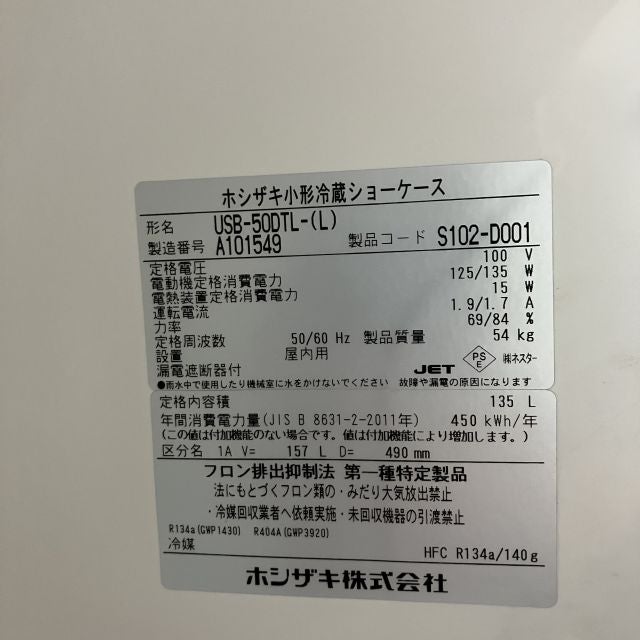 ホシザキ小形冷蔵ショーケース
形名 USB-50DTL-(L)
製造番号 A101549 製品コード S102-D001
定格電圧 100 V
電動機定格消費電力 125/135 W
電熱装置定格消費電力 15 W
運転電流 1.9/1.7 A
力率 69/84 %
定格周波数 50/60 Hz 製品質量 54 kg
設置 屋内用
漏電遮断器付 JET PSE ㈱ネスター
●雨水中で使用したり機械室に水をかけないでください 故障や漏電の原因になります
定格内容積 135 L
年間消費電力量(JIS B 8631-2-2011年) 450 kWh/年
(この値は付加機能のない場合です。値は付加機能により増加します。)
区分名 1A V= 157 L D= 490 mm
フロン排出抑制法 第一種特定製品
法にもとづくフロン類の・みだり大気放出禁止
・冷媒回収業者へ依頼実施・未回収機器の引渡禁止
R134a(GWP1430) R404A(GWP3920)
冷媒 HFC R134a/140g
ホシザキ株式会社